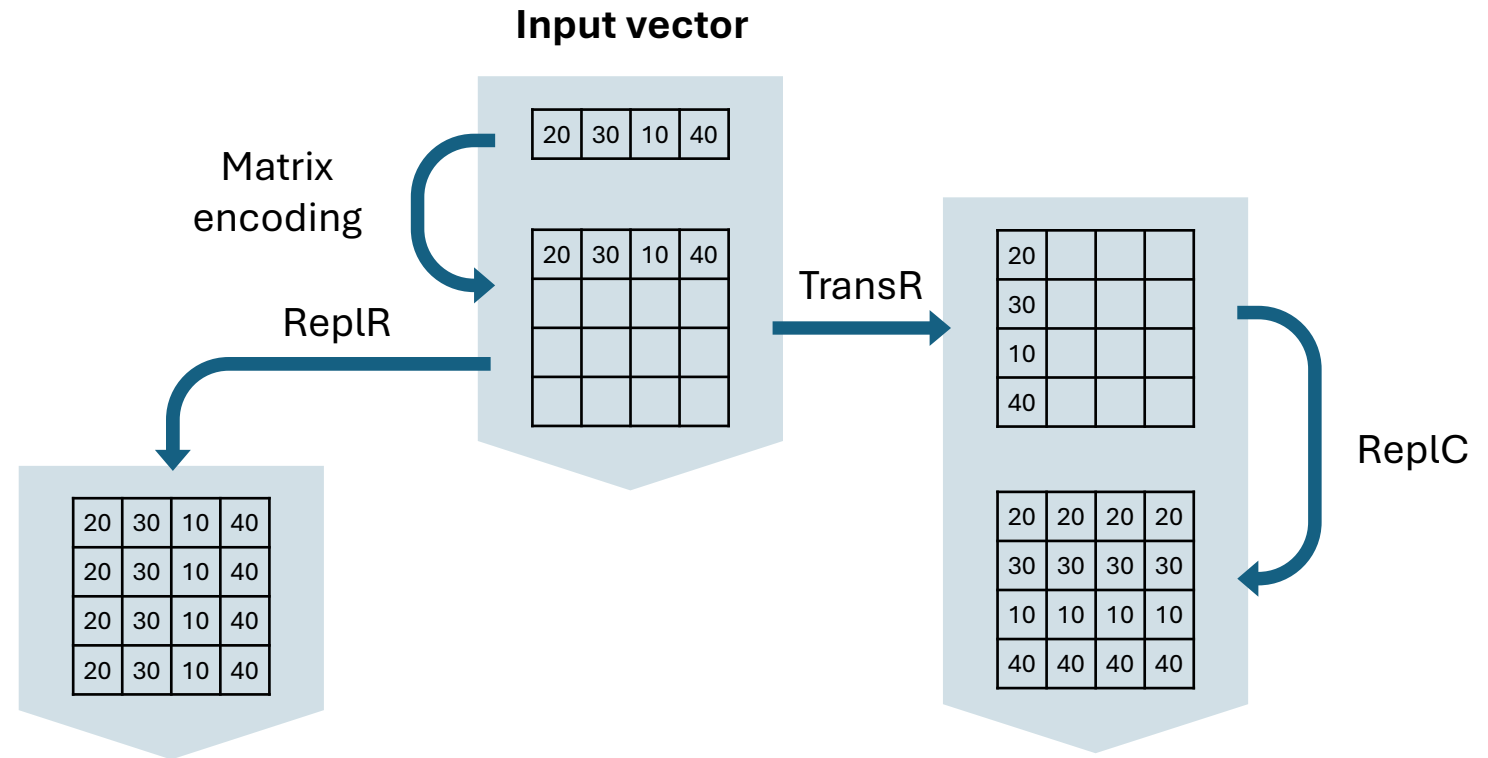 Input vector
20 30 10 40
Matrix
encoding
20 30 10 40
ReplR
TransR
20
30
10
40
ReplC
20 30 10 40
20 30 10 40
20 30 10 40
20 30 10 40
20 20 20 20
30 30 30 30
10 10 10 10
40 40 40 40